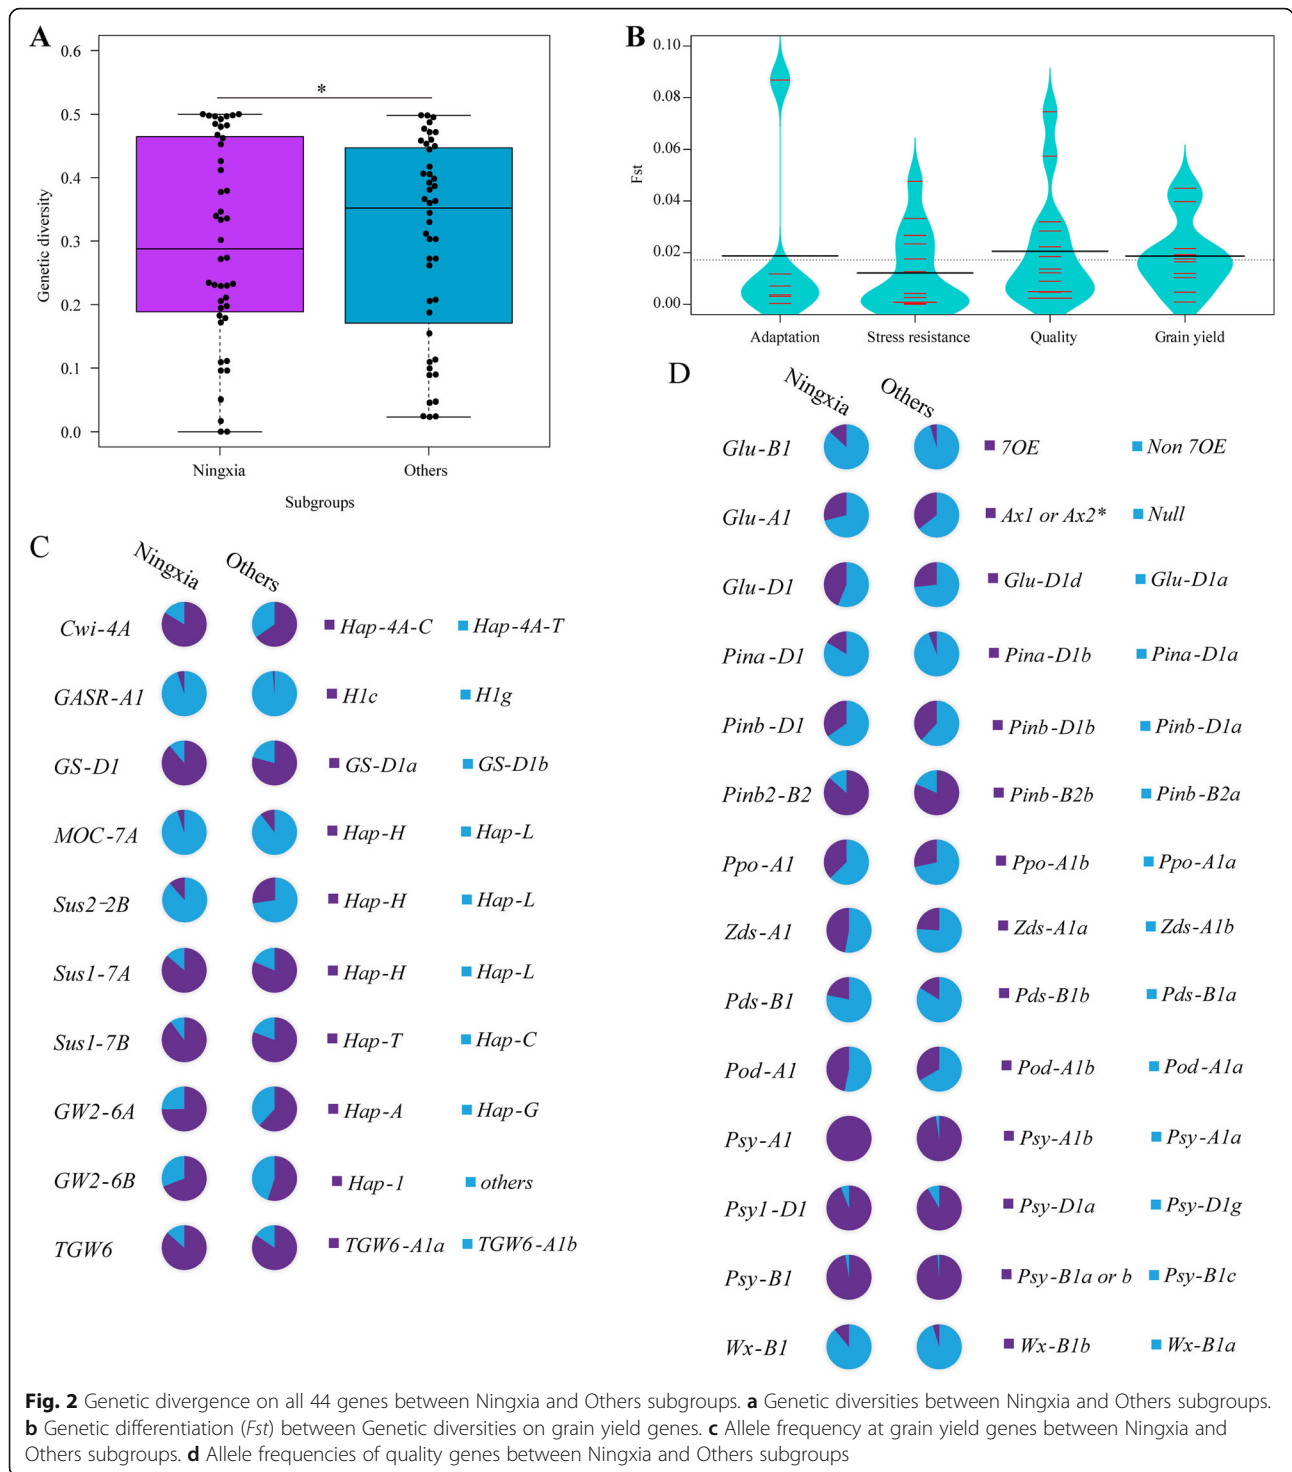 A
0.6
0.5
0.4
0.3
0.2
0.1
0.0
Genetic diversity
*
Ningxia Others
Subgroups
B
0.10
0.08
0.06
0.04
0.02
0.00
Fst
Adaptation Stress resistance Quality Grain yield
C
Ningxia Others
Cwi-4A Hap-4A-C Hap-4A-T
GASR-A1 H1c H1g
GS-D1 GS-D1a GS-D1b
MOC-7A Hap-H Hap-L
Sus2-2B Hap-H Hap-L
Sus1-7A Hap-H Hap-L
Sus1-7B Hap-T Hap-C
GW2-6A Hap-A Hap-G
GW2-6B Hap-1 others
TGW6 TGW6-A1a TGW6-A1b
D
Ningxia Others
Glu-B1 7OE Non 7OE
Glu-A1 Ax1 or Ax2* Null
Glu-D1 Glu-D1d Glu-D1a
Pina-D1 Pina-D1b Pina-D1a
Pinb-D1 Pinb-D1b Pinb-D1a
Pinb2-B2 Pinb-B2b Pinb-B2a
Ppo-A1 Ppo-A1b Ppo-A1a
Zds-A1 Zds-A1a Zds-A1b
Pds-B1 Pds-B1b Pds-B1a
Pod-A1 Pod-A1b Pod-A1a
Psy-A1 Psy-A1b Psy-A1a
Psy1-D1 Psy-D1a Psy-D1g
Psy-B1 Psy-B1a or b Psy-B1c
Wx-B1 Wx-B1b Wx-B1a
Fig. 2 Genetic divergence on all 44 genes between Ningxia and Others subgroups. a Genetic diversities between Ningxia and Others subgroups.
b Genetic differentiation (Fst) between Genetic diversities on grain yield genes. c Allele frequency at grain yield genes between Ningxia and
Others subgroups. d Allele frequencies of quality genes between Ningxia and Others subgroups